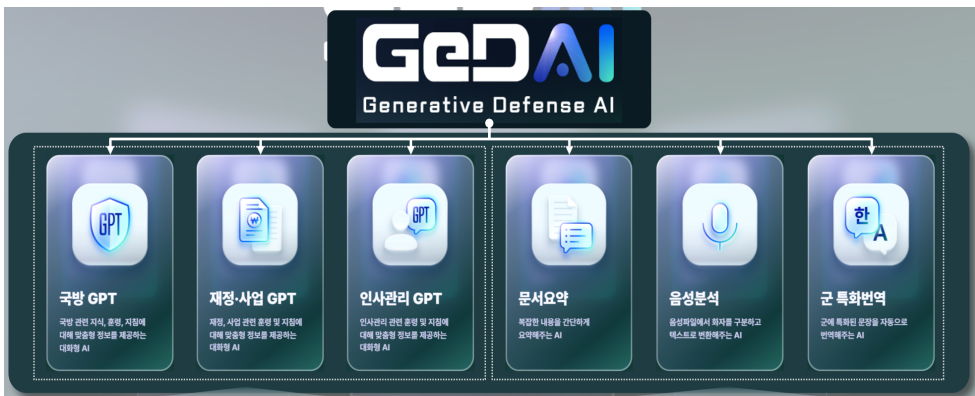 GeDAI
Generative Defense AI
GPT
국방 GPT
국방 관련 지식, 훈령, 지침에
대해 맞춤형 정보를 제공하는
대화형 AI
₩
재정·사업 GPT
재정, 사업 관련 훈령 및 지침에
대해 맞춤형 정보를 제공하는
대화형 AI
GPT
인사관리 GPT
인사관리 관련 훈령 및 지침에
대해 맞춤형 정보를 제공하는
대화형 AI
문서요약
복잡한 내용을 간단하게
요약해주는 AI
음성분석
음성파일에서 화자를 구분하고
텍스트로 변환해주는 AI
한
A
군 특화번역
군에 특화된 문장을 자동으로
번역해주는 AI